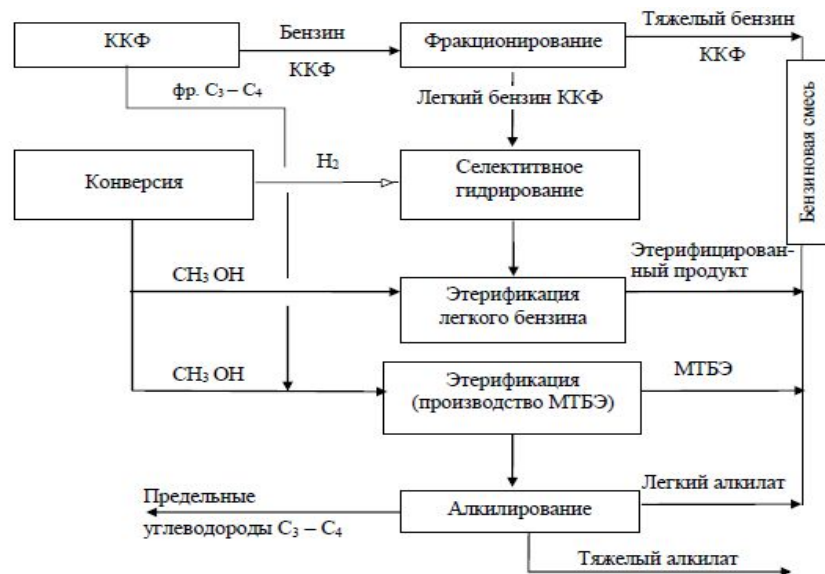 ККФ
Бензин
ККФ
Фракционирование
Тяжелый бензин
ККФ
фр. C₃ – C₄
Легкий бензин ККФ
Бензиновая смесь
Конверсия
H₂
Селектитвное
гидрирование
CH₃ OH
Этерификация
легкого бензина
Этерифицирован-
ный продукт
CH₃ OH
Этерификация
(производство МТБЭ)
МТБЭ
Предельные
углеводороды C₃ – C₄
Алкилирование
Легкий алкилат
Тяжелый алкилат